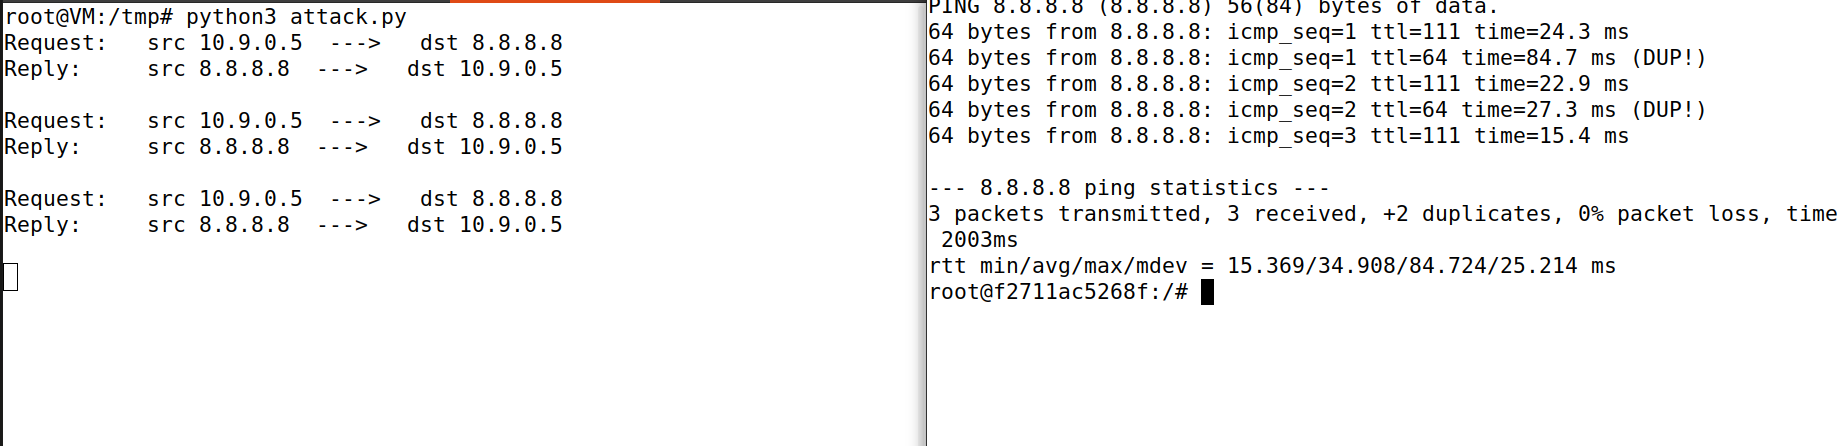 root@VM:/tmp# python3 attack.py
Request:   src 10.9.0.5  --->   dst 8.8.8.8
Reply:     src 8.8.8.8  --->   dst 10.9.0.5
Request:   src 10.9.0.5  --->   dst 8.8.8.8
Reply:     src 8.8.8.8  --->   dst 10.9.0.5
Request:   src 10.9.0.5  --->   dst 8.8.8.8
Reply:     src 8.8.8.8  --->   dst 10.9.0.5
PING 8.8.8.8 (8.8.8.8) 56(84) bytes of data.
64 bytes from 8.8.8.8: icmp_seq=1 ttl=111 time=24.3 ms
64 bytes from 8.8.8.8: icmp_seq=1 ttl=64 time=84.7 ms (DUP!)
64 bytes from 8.8.8.8: icmp_seq=2 ttl=111 time=22.9 ms
64 bytes from 8.8.8.8: icmp_seq=2 ttl=64 time=27.3 ms (DUP!)
64 bytes from 8.8.8.8: icmp_seq=3 ttl=111 time=15.4 ms
--- 8.8.8.8 ping statistics ---
3 packets transmitted, 3 received, +2 duplicates, 0% packet loss, time
 2003ms
rtt min/avg/max/mdev = 15.369/34.908/84.724/25.214 ms
root@f2711ac5268f:/#